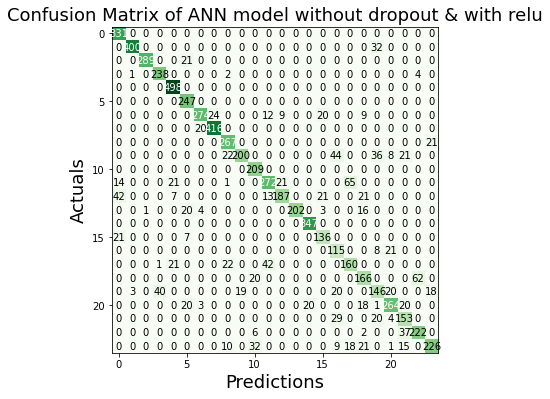 Confusion Matrix of ANN model without dropout & with relu
Actuals
0
5
10
15
20
331 0 0 0 0 0 0 0 0 0 0 0 0 0 0 0 0 0 0 0 0 0 0 0
0 400 0 0 0 0 0 0 0 0 0 0 0 0 0 0 0 0 0 32 0 0 0 0
0 0 289 0 0 21 0 0 0 0 0 0 0 0 0 0 0 0 0 0 0 0 0 0
0 1 0 238 0 0 0 0 2 0 0 0 0 0 0 0 0 0 0 0 0 0 4 0
0 0 0 0 498 0 0 0 0 0 0 0 0 0 0 0 0 0 0 0 0 0 0 0
0 0 0 0 0 247 0 0 0 0 0 0 0 0 0 0 0 0 0 0 0 0 0 0
0 0 0 0 0 0 274 24 0 0 0 12 9 0 0 20 0 0 9 0 0 0 0 0
0 0 0 0 0 0 20 416 0 0 0 0 0 0 0 0 0 0 0 0 0 0 0 0
0 0 0 0 0 0 0 0 267 0 0 0 0 0 0 0 0 0 0 0 0 0 0 21
0 0 0 0 0 0 0 0 22 200 0 0 0 0 0 0 44 0 0 36 8 21 0 0
0 0 0 0 0 0 0 0 0 0 209 0 0 0 0 0 0 0 0 0 0 0 0 0
14 0 0 0 21 0 0 0 1 0 0 272 21 0 0 0 0 65 0 0 0 0 0 0
42 0 0 0 7 0 0 0 0 0 0 13 187 0 0 21 0 0 21 0 0 0 0 0
0 0 1 0 0 20 4 0 0 0 0 0 0 202 0 3 0 0 16 0 0 0 0 0
0 0 0 0 0 0 0 0 0 0 0 0 0 0 347 0 0 0 0 0 0 0 0 0
21 0 0 0 0 7 0 0 0 0 0 0 0 0 0 136 0 0 0 0 0 0 0 0
0 0 0 0 0 0 0 0 0 0 0 0 0 0 0 0 115 0 0 0 8 21 0 0
0 0 0 1 21 0 0 0 22 0 0 42 0 0 0 0 0 160 0 0 0 0 0 0
0 0 0 0 0 0 0 0 0 0 20 0 0 0 0 0 0 0 166 0 0 0 62 0
0 3 0 40 0 0 0 0 0 19 0 0 0 0 0 0 0 0 0 146 20 0 0 18
0 0 0 0 0 20 3 0 0 0 0 0 0 0 20 0 0 0 18 1 264 20 0 0
0 0 0 0 0 0 0 0 0 0 0 0 0 0 0 0 29 0 0 20 4 153 0 0
0 0 0 0 0 0 0 0 0 0 6 0 0 0 0 0 0 0 2 0 0 37 222 0
0 0 0 0 0 0 0 0 10 0 32 0 0 0 0 0 20 18 21 0 1 15 0 226
0 5 10 15 20
Predictions